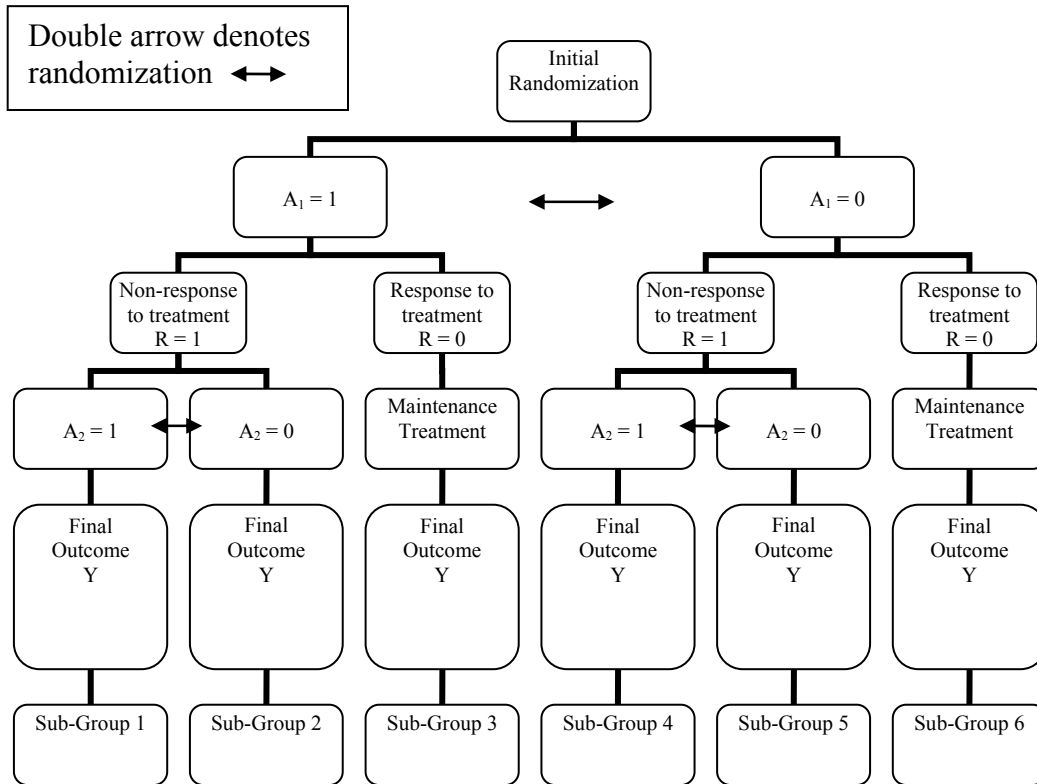 Double arrow denotes
randomization
Initial
Randomization
A₁ = 1
A₁ = 0
Non-response
to treatment
R = 1
Response to
treatment
R = 0
Non-response
to treatment
R = 1
Response to
treatment
R = 0
A₂ = 1
A₂ = 0
Maintenance
Treatment
A₂ = 1
A₂ = 0
Maintenance
Treatment
Final
Outcome
Y
Final
Outcome
Y
Final
Outcome
Y
Final
Outcome
Y
Final
Outcome
Y
Final
Outcome
Y
Sub-Group 1
Sub-Group 2
Sub-Group 3
Sub-Group 4
Sub-Group 5
Sub-Group 6